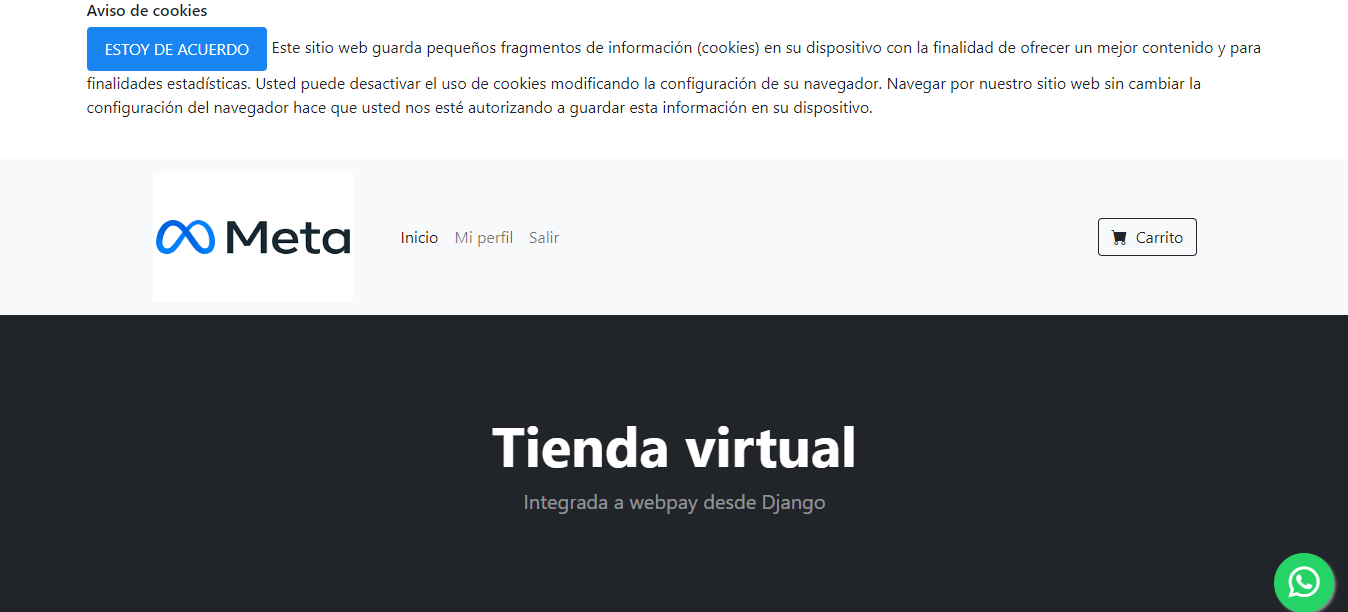 Aviso de cookies
ESTOY DE ACUERDO Este sitio web guarda pequeños fragmentos de información (cookies) en su dispositivo con la finalidad de ofrecer un mejor contenido y para
finalidades estadísticas. Usted puede desactivar el uso de cookies modificando la configuración de su navegador. Navegar por nuestro sitio web sin cambiar la
configuración del navegador hace que usted nos esté autorizando a guardar esta información en su dispositivo.
Meta Inicio Mi perfil Salir Carrito
Tienda virtual
Integrada a webpay desde Django